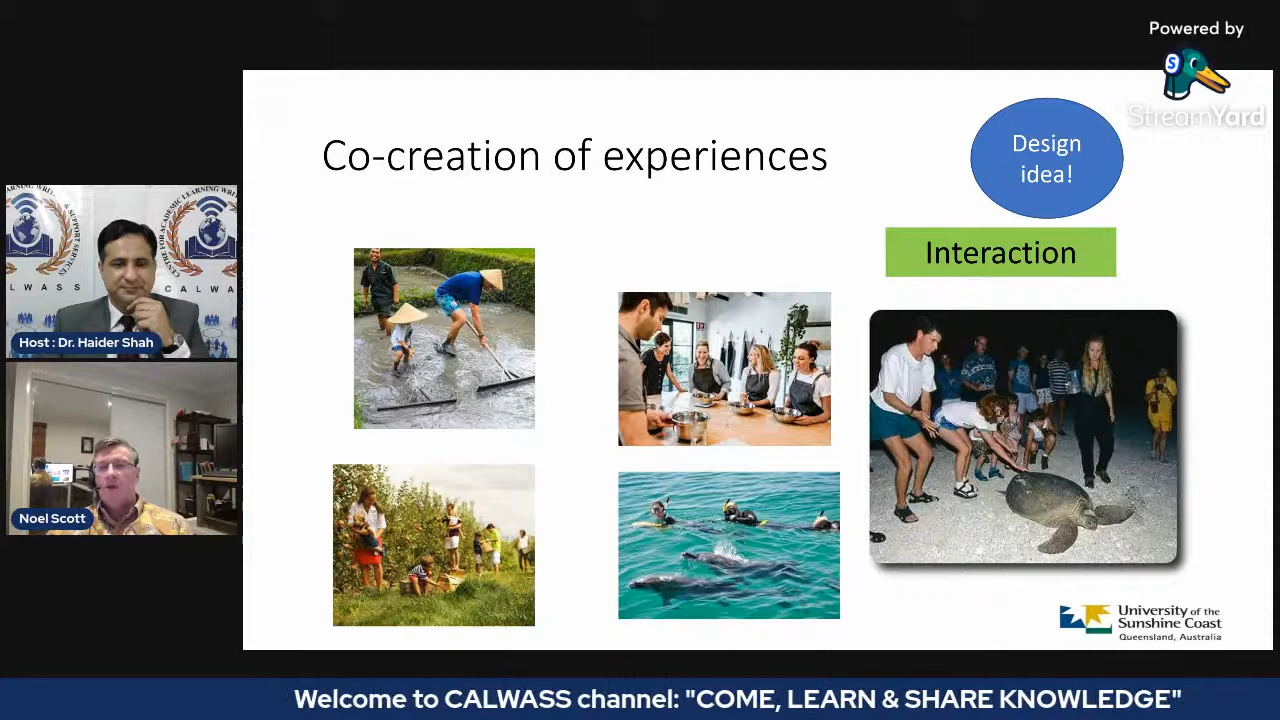 Powered by
StreamYard
Co-creation of experiences
Design
idea!
Interaction
CALWASS
Host : Dr. Haider Shah
Noel Scott
University of the
Sunshine Coast
Queensland, Australia
Welcome to CALWASS channel: "COME, LEARN & SHARE KNOWLEDGE"